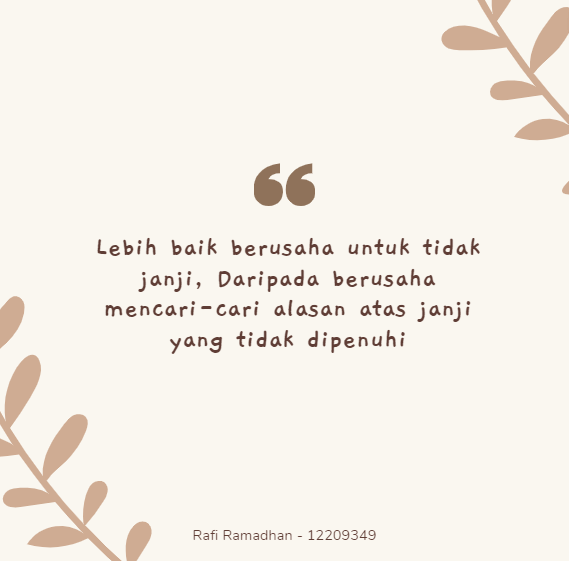 “
Lebih baik berusaha untuk tidak
janji, Daripada berusaha
mencari-cari alasan atas janji
yang tidak dipenuhi
Rafi Ramadhan - 12209349